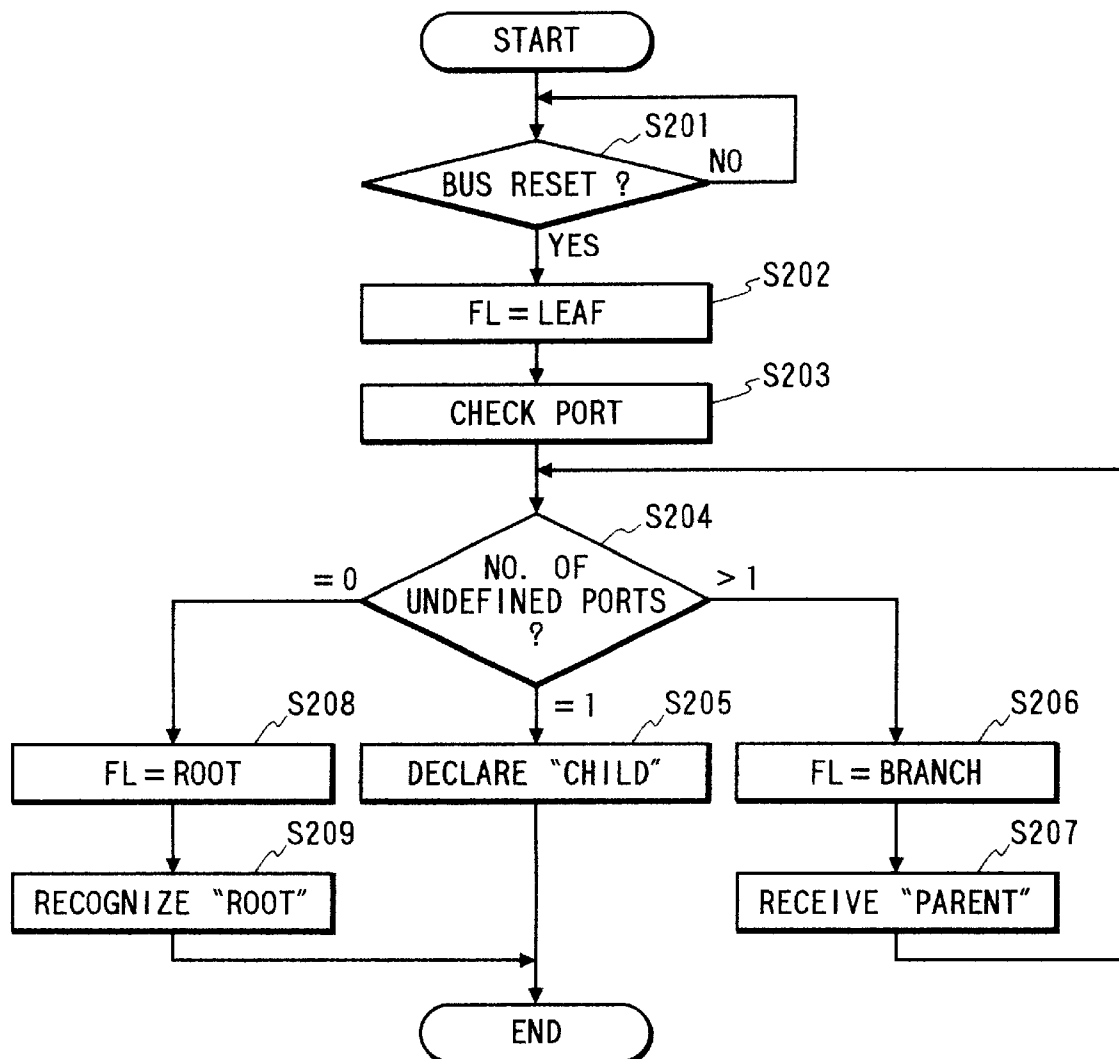 START
S201
BUS RESET ?
NO
YES
S202
FL = LEAF
S203
CHECK PORT
S204
NO. OF
UNDEFINED PORTS
?
= 0
> 1
= 1
S208
FL = ROOT
S205
DECLARE “CHILD”
S206
FL = BRANCH
S209
RECOGNIZE “ROOT”
S207
RECEIVE “PARENT”
END